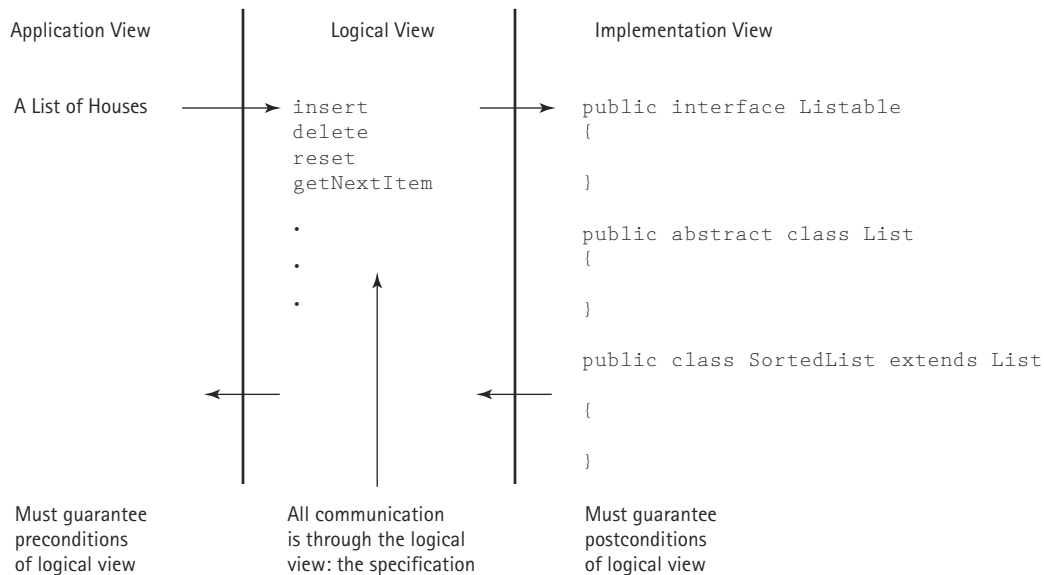 Application View
Logical View
Implementation View
A List of Houses
insert
delete
reset
getNextItem
.
.
.
public interface Listable
{
}
public abstract class List
{
}
public class SortedList extends List
{
}
Must guarantee
preconditions
of logical view
All communication
is through the logical
view: the specification
Must guarantee
postconditions
of logical view